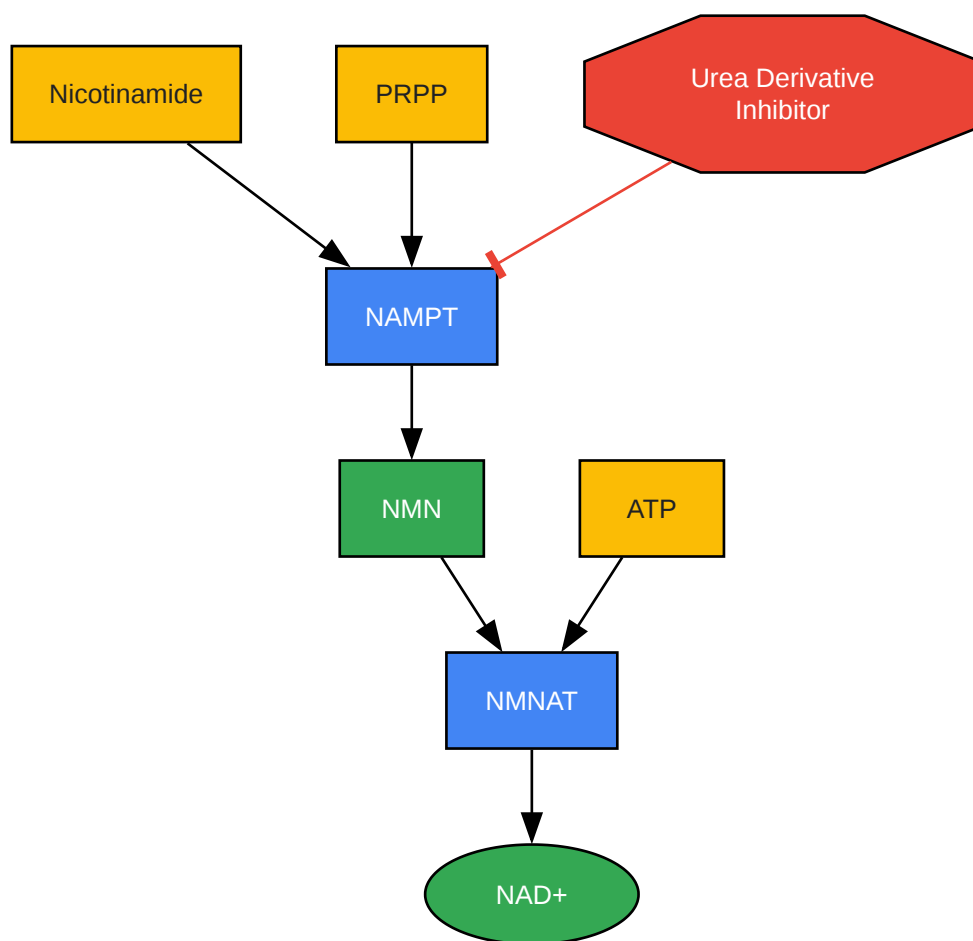 Nicotinamide
PRPP
Urea Derivative
Inhibitor
NAMPT
NMN
ATP
NMNAT
NAD+